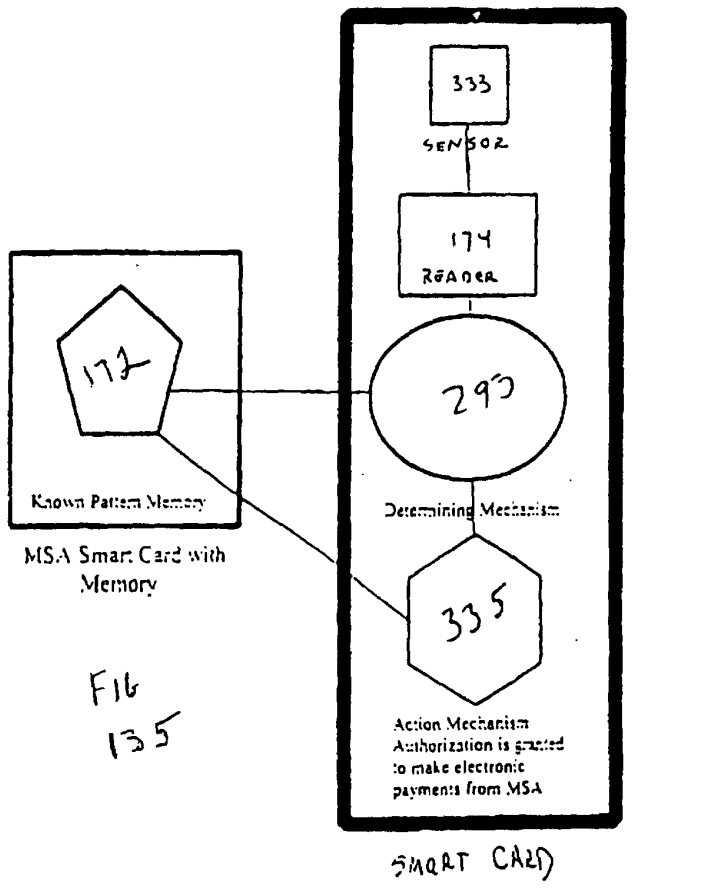 333
SENSOR
174
READER
172
293
Known Pattern Memory
Determining Mechanism
MSA Smart Card with
Memory
335
FIG
135
Action Mechanism
Authorization is granted
to make electronic
payments from MSA
SMART CARD